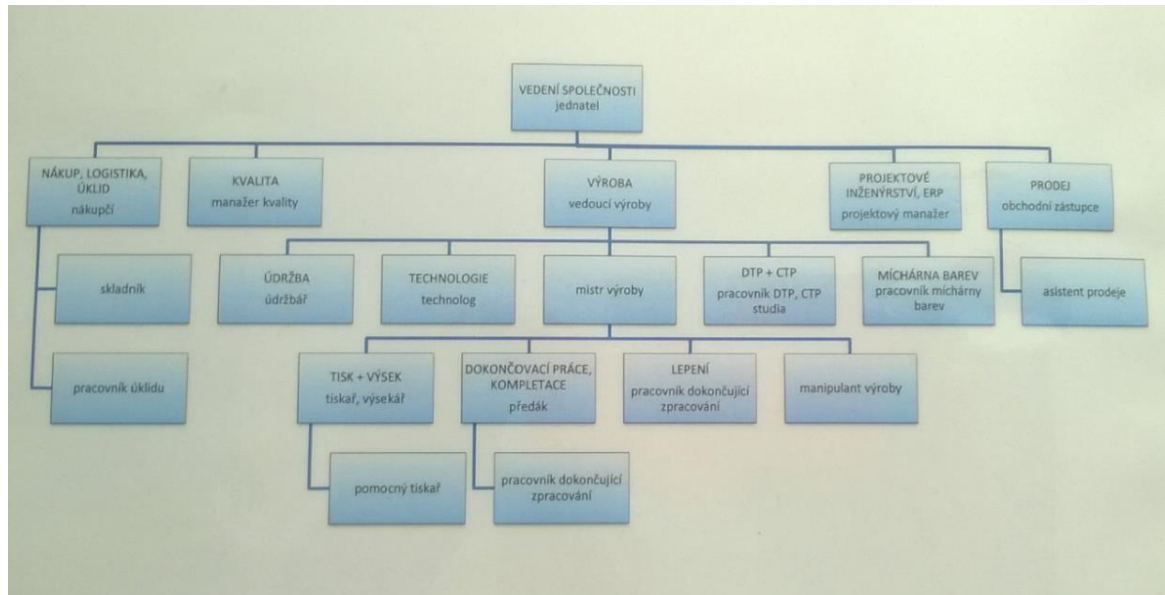 VEDENÍ SPOLEČNOSTI
jednatel
NÁKUP, LOGISTIKA,
ÚKLID
nákupčí
KVALITA
manažer kvality
VÝROBA
vedoucí výroby
PROJEKTOVÉ
INŽENÝRSTVÍ, ERP
projektový manažer
PRODEJ
obchodní zástupce
skladník
ÚDRŽBA
údržbář
TECHNOLOGIE
technolog
mistr výroby
DTP + CTP
pracovník DTP, CTP
studia
MÍCHÁRNA BAREV
pracovník míchárny
barev
asistent prodeje
pracovník úklidu
TISK + VÝSEK
tiskař, výsekář
DOKONČOVACÍ PRÁCE,
KOMPLETACE
předák
LEPENÍ
pracovník dokončující
zpracování
manipulant výroby
pomocný tiskař
pracovník dokončující
zpracování